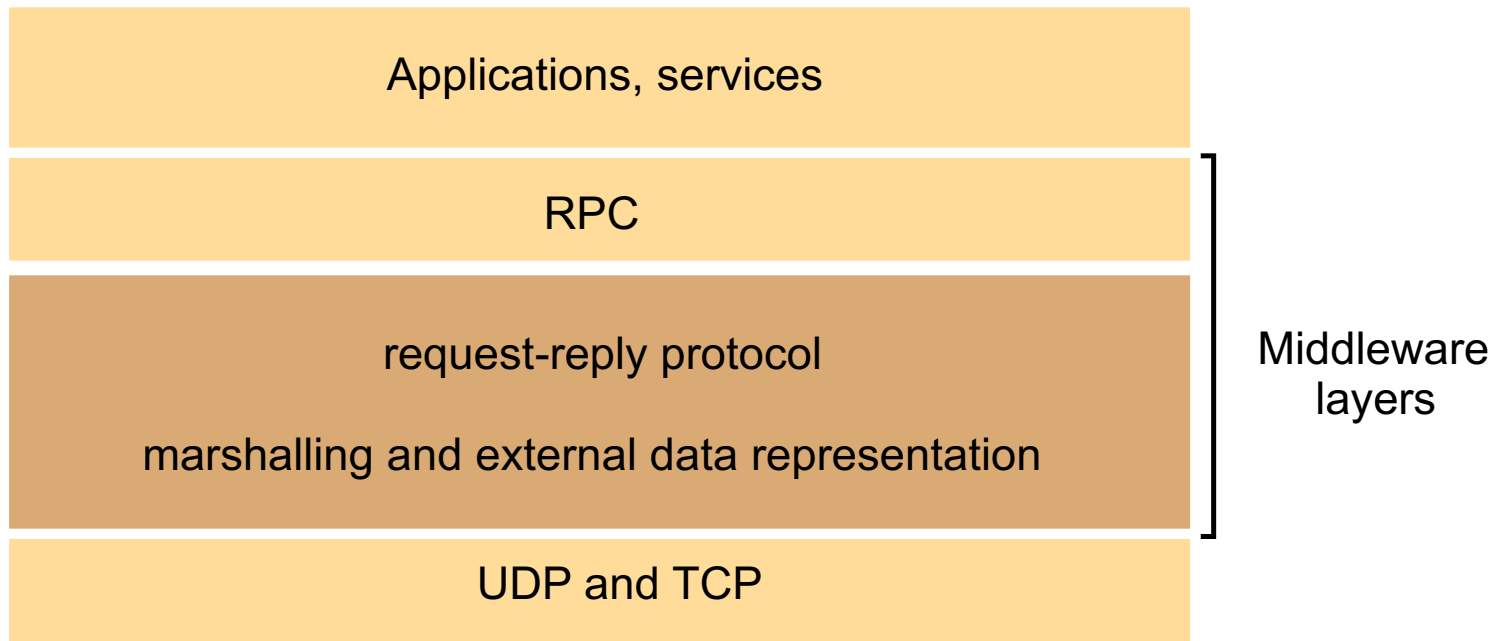 Applications, services
RPC
request-reply protocol
marshalling and external data representation
Middleware
layers
UDP and TCP